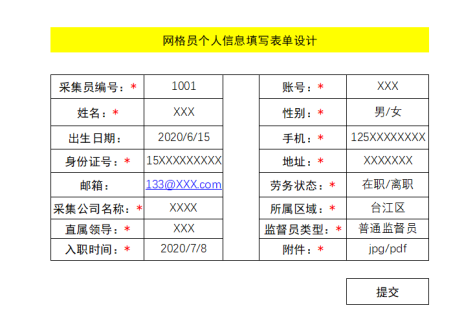 网格员个人信息填写表单设计
采集员编号：* 1001 账号：* XXX
姓名：* XXX 性别：* 男/女
出生日期： 2020/6/15 手机：* 125XXXXXXXX
身份证号：* 15XXXXXXXXX 地址：* XXXXXXX
邮箱： 133@XXX.com 劳务状态：* 在职/离职
采集公司名称：* XXXX 所属区域：* 台江区
直属领导：* XXX 监督员类型：* 普通监督员
入职时间：* 2020/7/8 附件：* jpg/pdf
提交